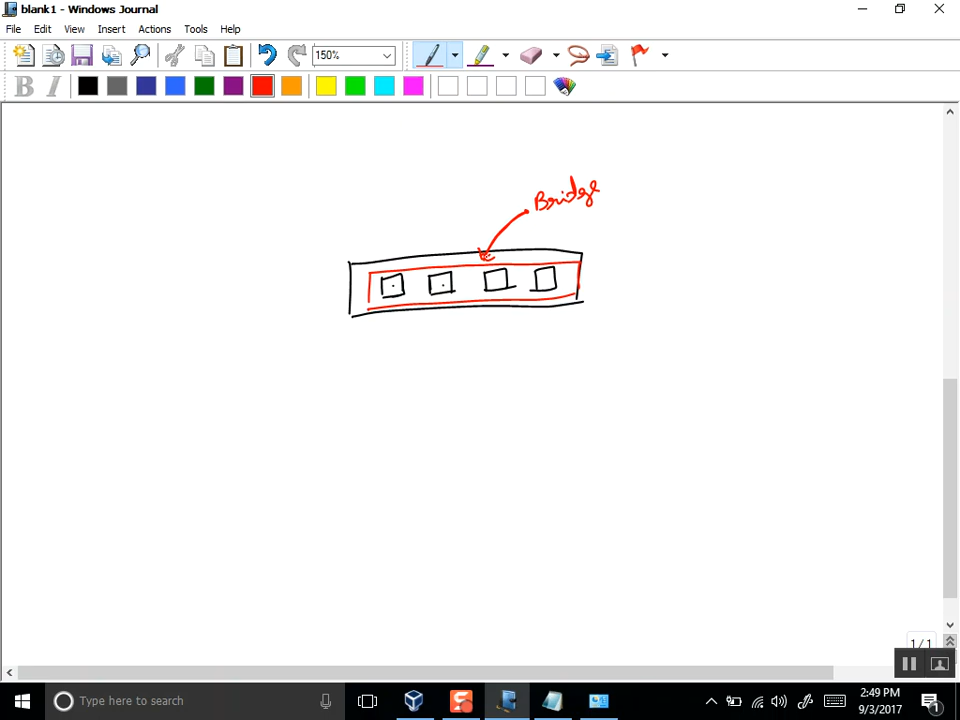 blank1 - Windows Journal
File Edit View Insert Actions Tools Help
150%
B I
Bridge
1/1
Type here to search
2:49 PM
9/3/2017
1